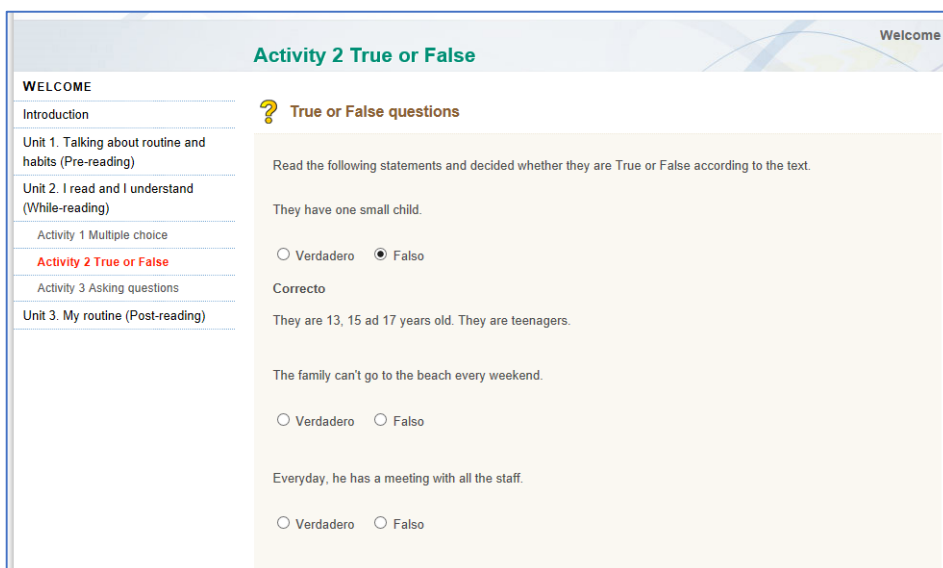 Welcome
Activity 2 True or False
WELCOME
Introduction
Unit 1. Talking about routine and
habits (Pre-reading)
Unit 2. I read and I understand
(While-reading)
Activity 1 Multiple choice
Activity 2 True or False
Activity 3 Asking questions
Unit 3. My routine (Post-reading)
? True or False questions
Read the following statements and decided whether they are True or False according to the text.
They have one small child.
Verdadero Falso
Correcto
They are 13, 15 ad 17 years old. They are teenagers.
The family can't go to the beach every weekend.
Verdadero Falso
Everyday, he has a meeting with all the staff.
Verdadero Falso